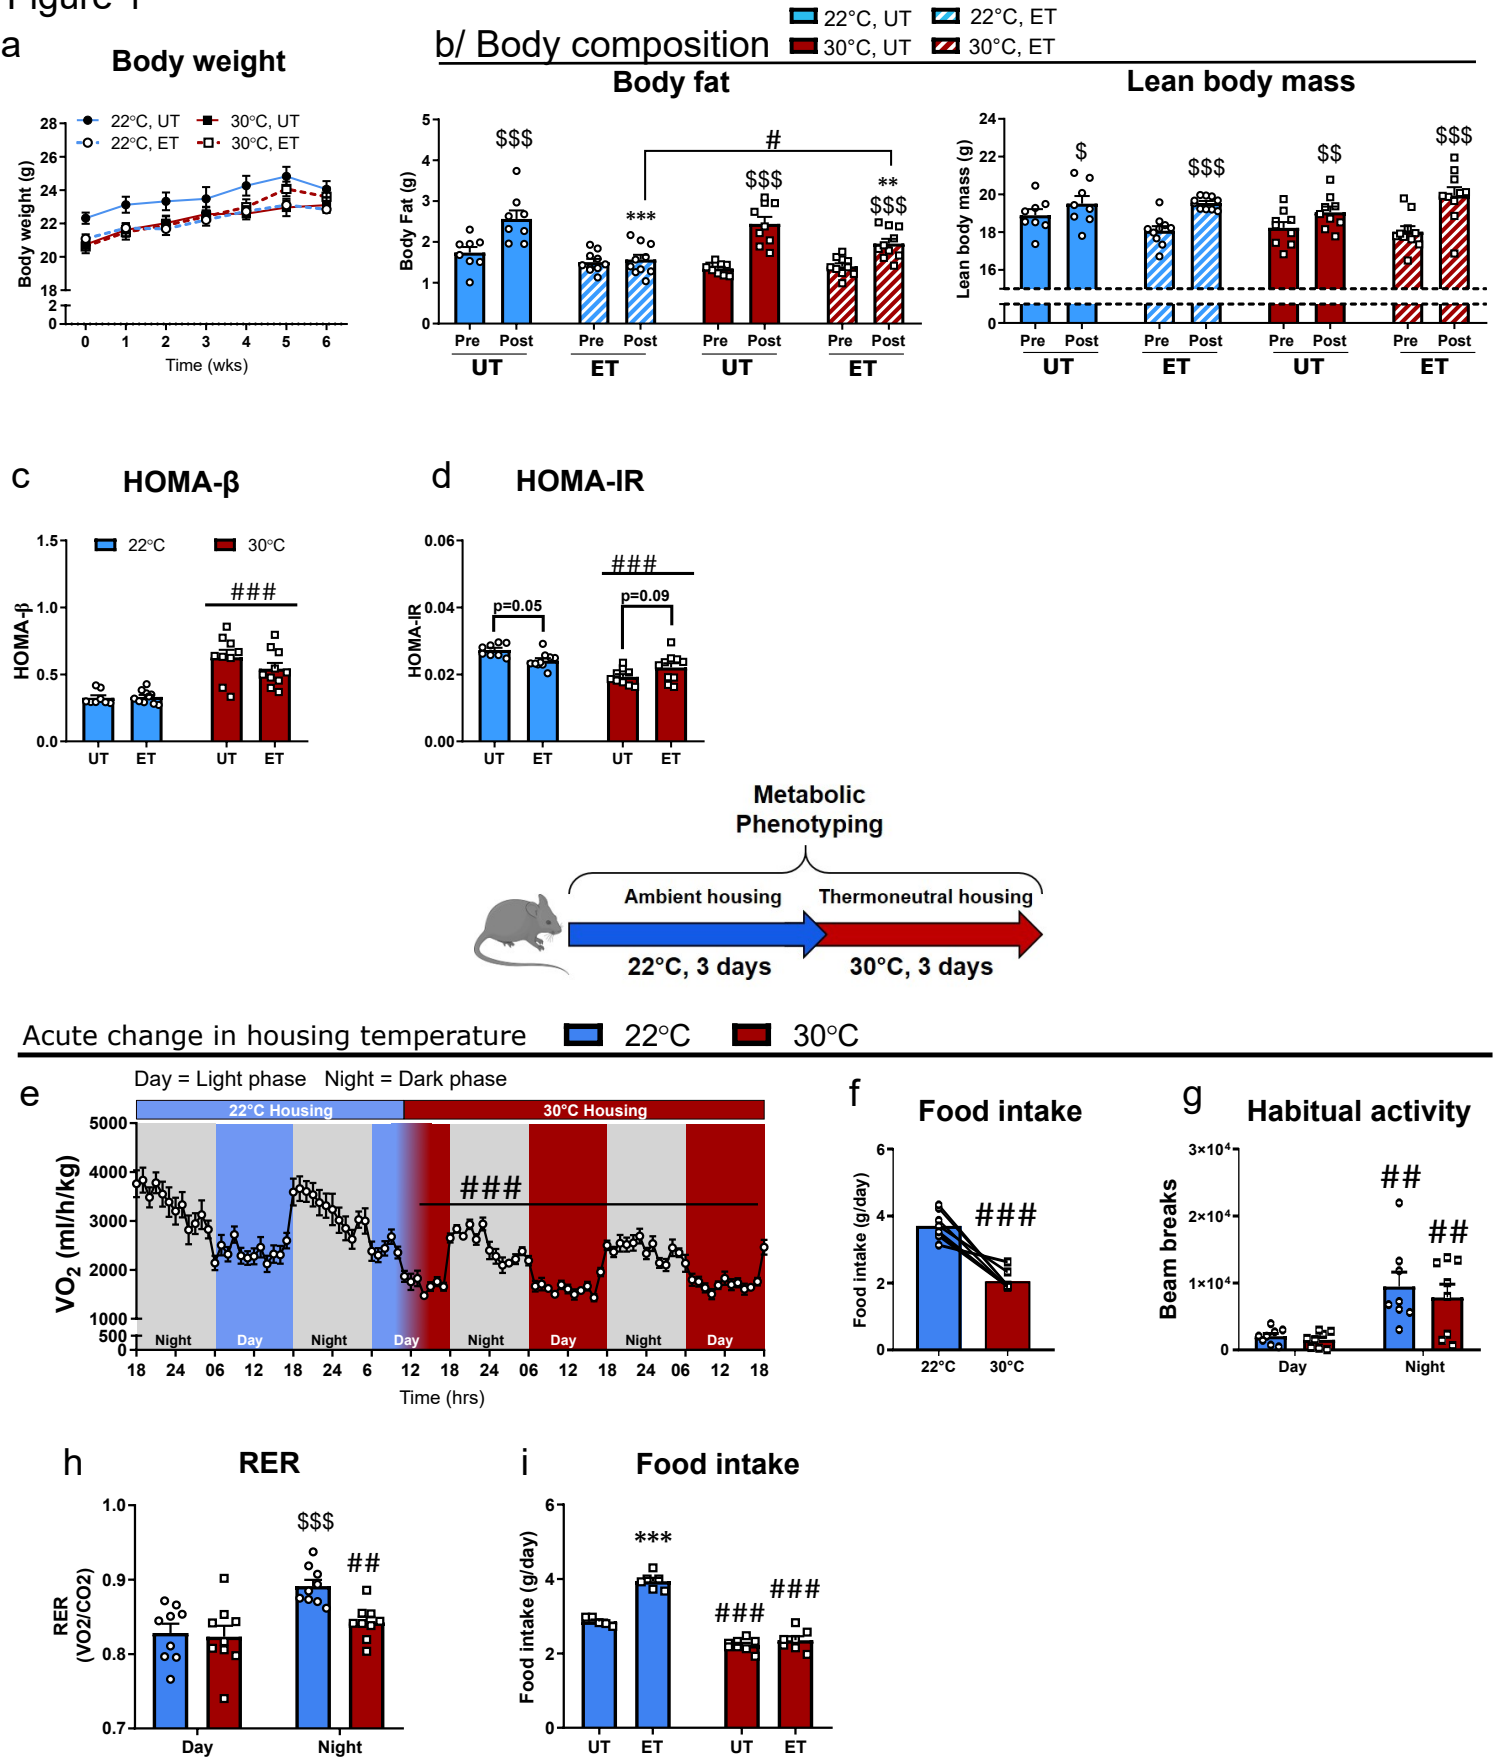 Figure 1
a
Body weight
28
26
24
22
20
18
2
0
Body weight (g)
22°C, UT
22°C, ET
30°C, UT
30°C, ET
0 1 2 3 4 5 6
Time (wks)
b/ Body composition
22°C, UT
22°C, ET
30°C, UT
30°C, ET
Body fat
5
4
3
2
1
0
Body Fat (g)
$$$
***
#
$$$
**
$$$
Pre Post Pre Post Pre Post Pre Post
UT ET UT ET
Lean body mass
24
22
20
18
16
0
Lean body mass (g)
$
$$$
$$
$$$
Pre Post Pre Post Pre Post Pre Post
UT ET UT ET
c
HOMA-β
1.5
1.0
0.5
0.0
HOMA-β
22°C
30°C
###
UT ET UT ET
d
HOMA-IR
0.06
0.04
0.02
0.00
HOMA-IR
p=0.05
###
p=0.09
UT ET UT ET
Metabolic
Phenotyping
Ambient housing
Thermoneutral housing
22°C, 3 days
30°C, 3 days
Acute change in housing temperature
22°C
30°C
e
Day = Light phase Night = Dark phase
22°C Housing
30°C Housing
5000
4000
3000
2000
1000
500
0
VO2 (ml/h/kg)
###
Night Day Night Day Night Day Night Day
18 24 06 12 18 24 6 12 18 24 06 12 18 24 06 12 18
Time (hrs)
f
Food intake
6
4
2
0
Food intake (g/day)
###
22°C 30°C
g
Habitual activity
3×10⁴
2×10⁴
1×10⁴
0
Beam breaks
##
##
Day Night
h
RER
1.0
0.9
0.8
0.7
RER
(VO2/CO2)
$$$
##
Day Night
i
Food intake
6
4
2
0
Food intake (g/day)
***
###
###
UT ET UT ET